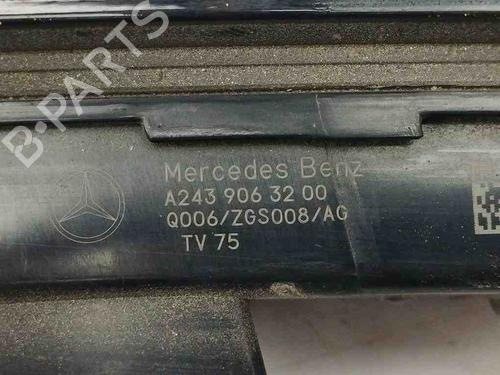 B-PARTS
Mercedes Benz
A243 906 32 00
Q006/ZGS008/AG
TV 75